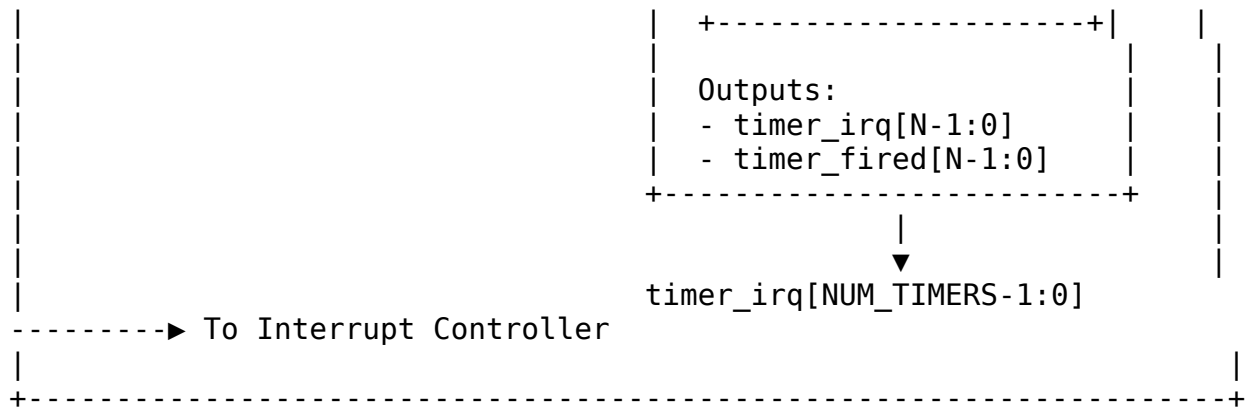 |                                    |  +----------------------+|     |
|                                    |                           |     |
|                                    |  Outputs:                 |     |
|                                    |  - timer_irq[N-1:0]       |     |
|                                    |  - timer_fired[N-1:0]     |     |
|                                    +---------------------------+     |
|                                                  |                  |
|                                                  ▼                  |
|                                    timer_irq[NUM_TIMERS-1:0]
---------► To Interrupt Controller
|                                                                      |
+----------------------------------------------------------------------+